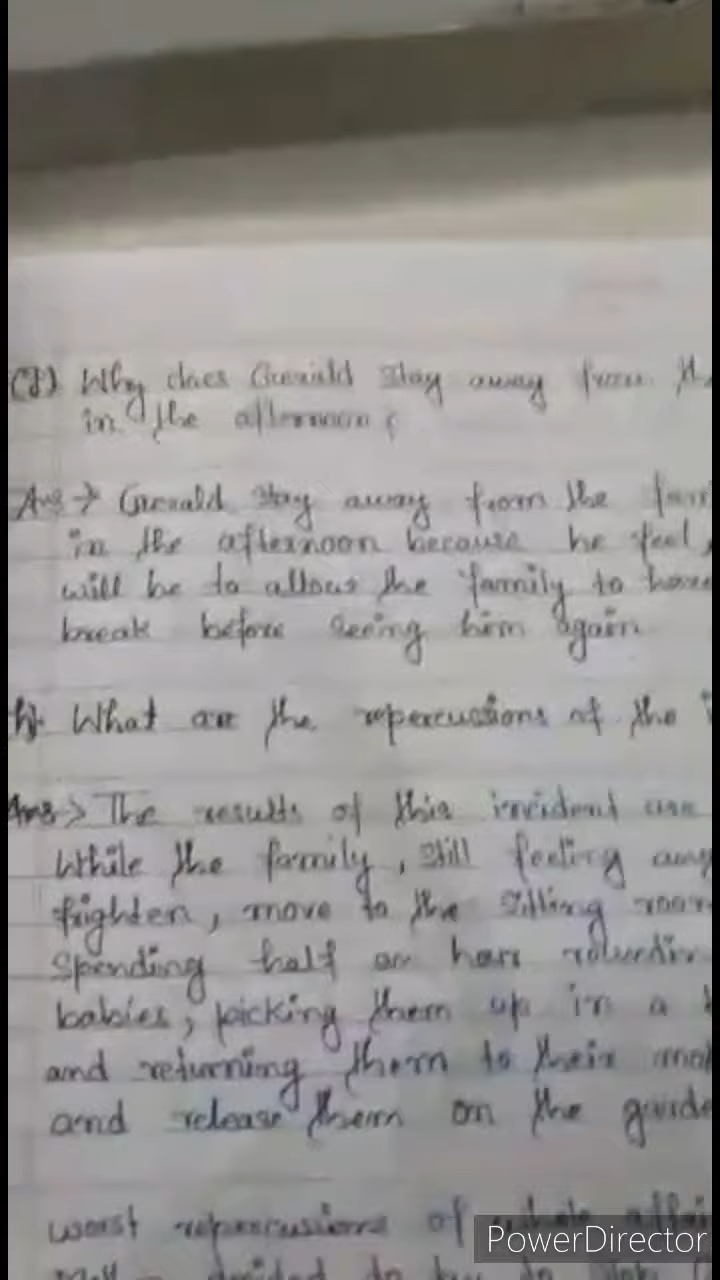 Why does Gerald stay away from
in the afternoon
Ans → Gerald stay away from the
in the afternoon because he feel
will be to allow the family to have
break before seeing him again
What are the repercussions of the
Ans > The results of this incident are
While the family, still feeling
frighten, move to the sitting room
spending half an
babies, picking them up in a
and returning them to their
and release them on the
worst repercussions of whole
PowerDirector